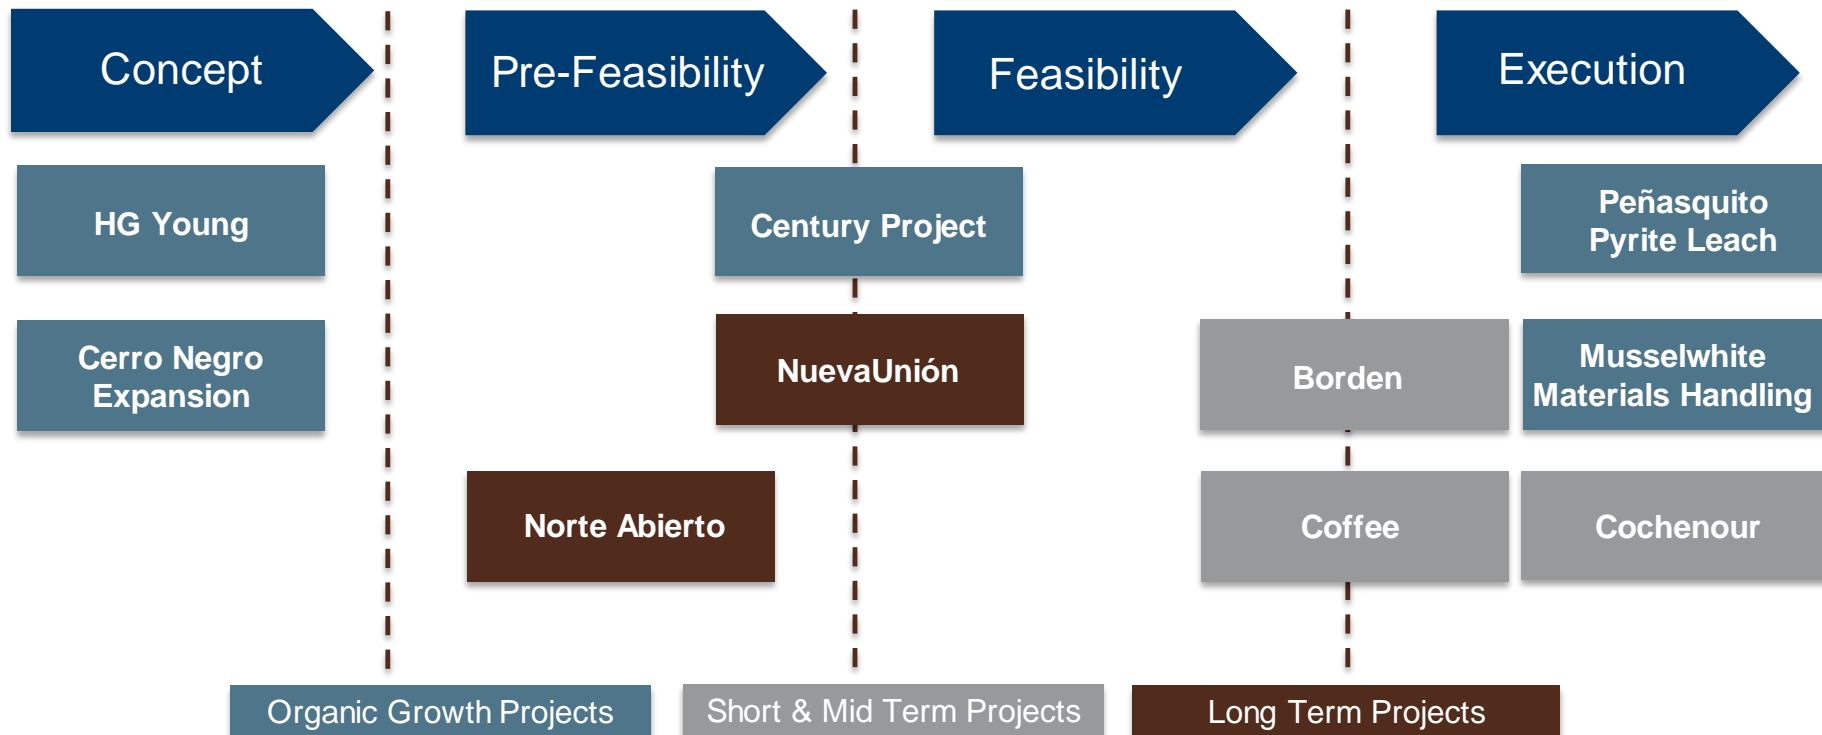 Concept
Pre-Feasibility
Feasibility
Execution
HG Young
Century Project
Peñasquito
Pyrite Leach
Cerro Negro
Expansion
NuevaUnión
Borden
Musselwhite
Materials Handling
Norte Abierto
Coffee
Cochenour
Organic Growth Projects
Short & Mid Term Projects
Long Term Projects